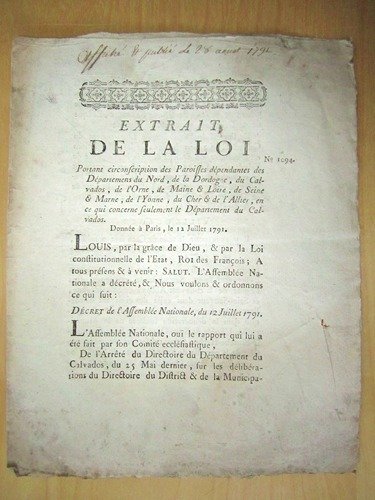 Affiché & publié le 28 aoust 1791
EXTRAIT
DE LA LOI
No 1094.
Portant circonscription des Paroisses dépendantes des
Départemens du Nord, de la Dordogne, du Cal-
vados, de l'Orne, de Maine & Loire, de Seine
& Marne, de l'Yonne, du Cher & de l'Allier, en
ce qui concerne seulement le Département du Cal-
vados.
Donnée à Paris, le 12 Juillet 1791.
LOUIS, par la grâce de Dieu, & par la Loi
constitutionnelle de l'Etat, ROI DES FRANÇOIS; A
tous présens & à venir: SALUT. L'Assemblée Na-
tionale a décrété, & Nous voulons & ordonnons
ce qui suit:
DÉCRET de l'Assemblée Nationale, du 12 Juillet 1791.
L'Assemblée Nationale, oui le rapport qui lui a
été fait par son Comité ecclésiastique,
De l'Arrêté du Directoire du Département du
Calvados, du 25 Mai dernier, sur les délibéra-
tions du Directoire du District & de la Municipa-